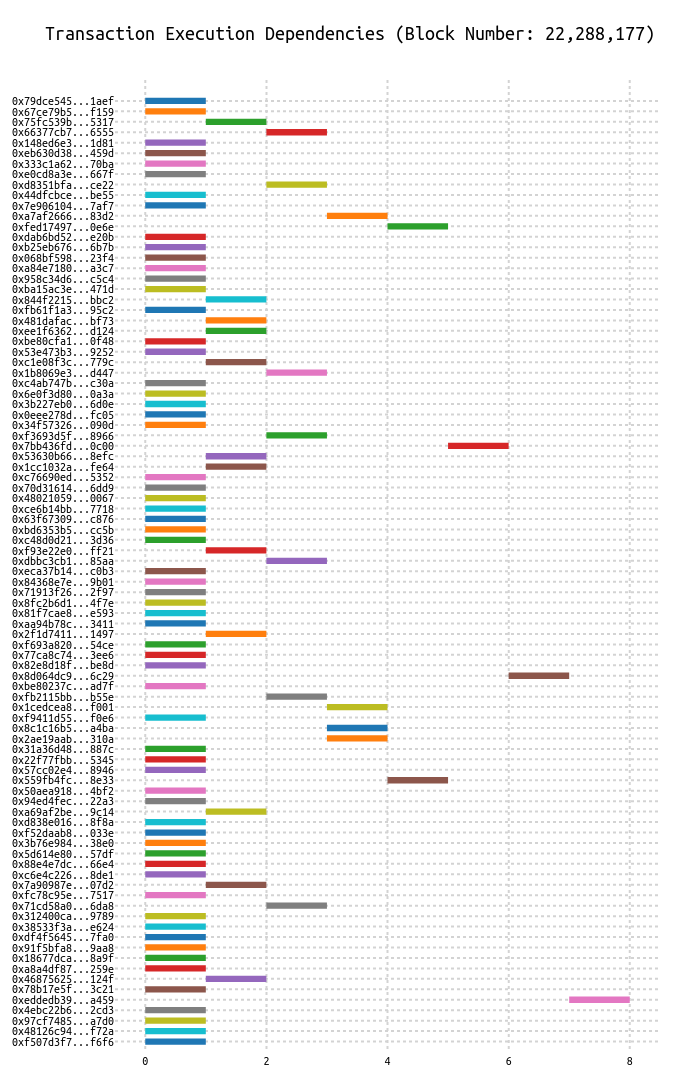 Transaction Execution Dependencies (Block Number: 22,288,177)
0x79dce545...1aef
0x67ce79b5...f159
0x75fc539b...5317
0x66377cb7...6555
0x148ed6e3...1d81
0xeb630d38...459d
0x333c1a62...70ba
0xe0cd8a3e...667f
0xd8351bfa...ce22
0x44dfcbce...be55
0x7e906104...7af7
0xa7af2666...83d2
0xfed17497...0e6e
0xdab6bd52...e20b
0xb25eb676...6b7b
0x068bf598...23f4
0xa84e7180...a3c7
0x958c34d6...c5c4
0xba15ac3e...471d
0x844f2215...bbc2
0xfb61f1a3...95c2
0x481dafac...bf73
0xee1f6362...d124
0xbe80cfa1...0f48
0x53e473b3...9252
0xc1e08f3c...779c
0x1b8069e3...d447
0xc4ab747b...c30a
0x6e0f3d80...0a3a
0x3b227eb0...6d0e
0x0eee278d...fc05
0x34f57326...090d
0xf3693d5f...8966
0x7bb436fd...0c00
0x53630b66...8efc
0x1cc1032a...fe64
0xc76690ed...5352
0x70d31614...6dd9
0x48021059...0067
0xce6b14bb...7718
0x63f67309...c876
0xbd6353b5...cc5b
0xc48d0d21...3d36
0xf93e22e0...ff21
0xdbbc3cb1...85aa
0xeca37b14...c0b3
0x84368e7e...9b01
0x71913f26...2f97
0x8fc2b6d1...4f7e
0x81f7cae8...e593
0xaa94b78c...3411
0x2f1d7411...1497
0xf693a820...54ce
0x77ca8c74...3ee6
0x82e8d18f...be8d
0x8d064dc9...6c29
0xbe80237c...ad7f
0xfb2115bb...b55e
0x1cedcea8...f001
0xf9411d55...f0e6
0x8c1c16b5...a4ba
0x2ae19aab...310a
0x31a36d48...887c
0x22f77fbb...5345
0x57cc02e4...8946
0x559fb4fc...8e33
0x50aea918...4bf2
0x94ed4fec...22a3
0xa69af2be...9c14
0xd838e016...8f8a
0xf52daab8...033e
0x3b76e984...38e0
0x5d614e80...57df
0x88e4e7dc...66e4
0xc6e4c226...8de1
0x7a90987e...07d2
0xfc78c95e...7517
0x71cd58a0...6da8
0x312400ca...9789
0x38533f3a...e624
0xdf4f5645...7fa0
0x91f5bfa8...9aa8
0x18677dca...8a9f
0xa8a4df87...259e
0x46875625...124f
0x78b17e5f...3c21
0xeddedb39...a459
0x4ebc22b6...2cd3
0x97cf7485...a7d0
0x48126c94...f72a
0xf507d3f7...f6f6
0 2 4 6 8